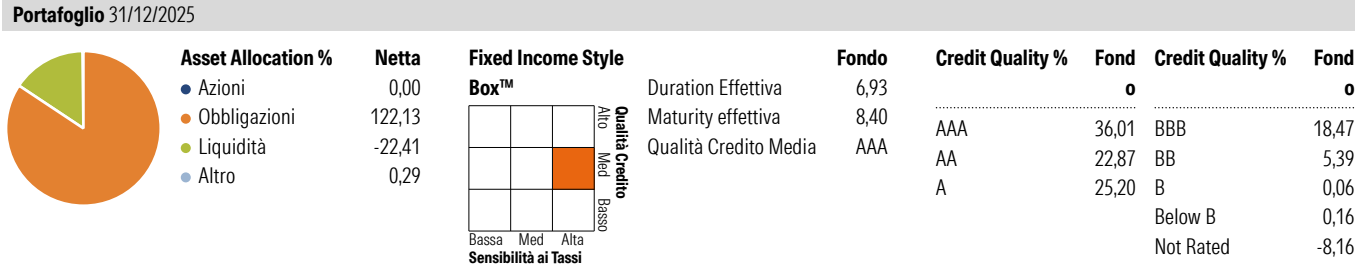 Portafoglio 31/12/2025
Asset Allocation % Netta
Azioni 0,00
Obbligazioni 122,13
Liquidità -22,41
Altro 0,29
Fixed Income Style
Box™
Alto Med Basso
Qualità Credito
Bassa Med Alta
Sensibilità ai Tassi
Fondo
Duration Effettiva 6,93
Maturity effettiva 8,40
Qualità Credito Media AAA
Credit Quality % Fond
o
AAA 36,01
AA 22,87
A 25,20
Credit Quality % Fond
o
BBB 18,47
BB 5,39
B 0,06
Below B 0,16
Not Rated -8,16